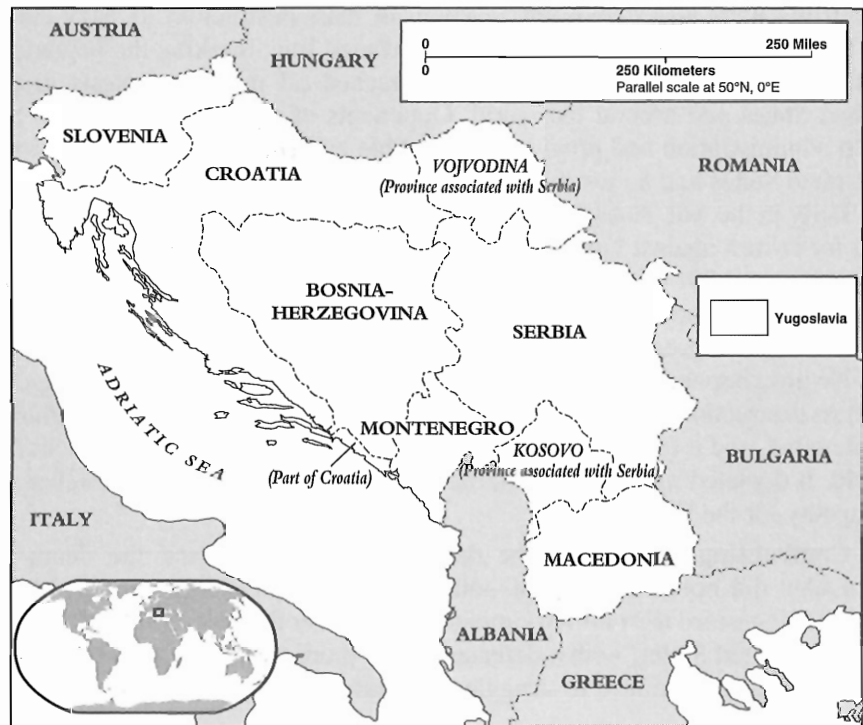 AUSTRIA
HUNGARY
0
250 Miles
0
250 Kilometers
Parallel scale at 50°N, 0°E
SLOVENIA
CROATIA
VOJVODINA
(Province associated with Serbia)
ROMANIA
BOSNIA-
HERZEGOVINA
SERBIA
Yugoslavia
ADRIATIC SEA
MONTENEGRO
KOSOVO
(Province associated with Serbia)
(Part of Croatia)
BULGARIA
ITALY
MACEDONIA
ALBANIA
GREECE